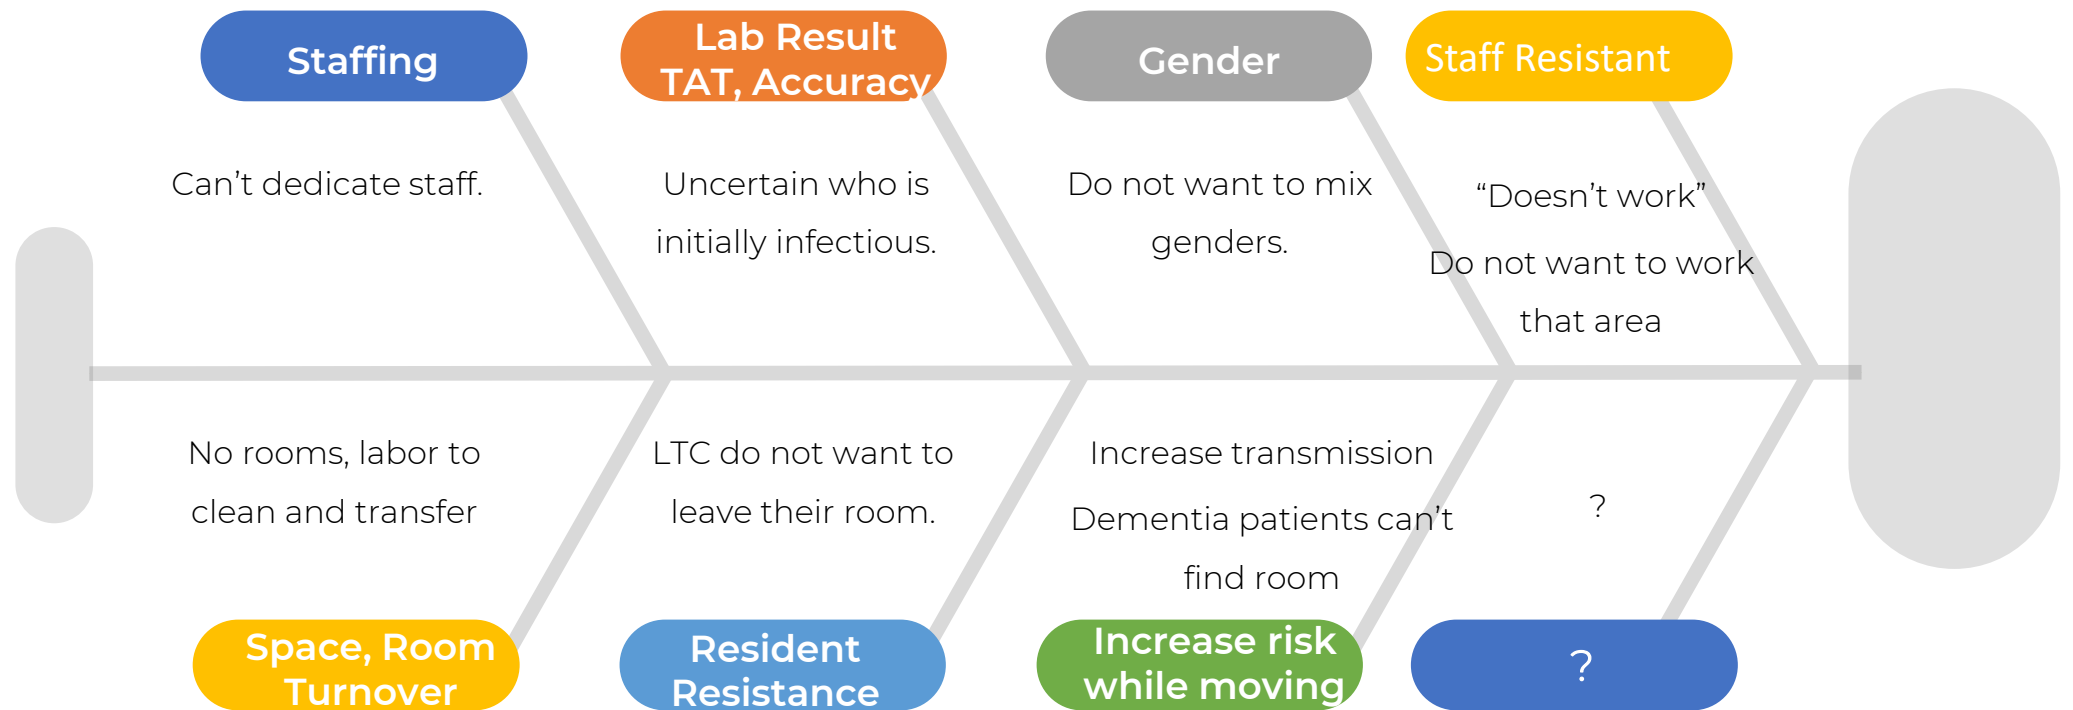 Staffing
Lab Result
TAT, Accuracy
Gender
Staff Resistant
Can’t dedicate staff.
Uncertain who is
initially infectious.
Do not want to mix
genders.
“Doesn’t work”
Do not want to work
that area
No rooms, labor to
clean and transfer
LTC do not want to
leave their room.
Increase transmission
Dementia patients can’t
find room
?
Space, Room
Turnover
Resident
Resistance
Increase risk
while moving
?